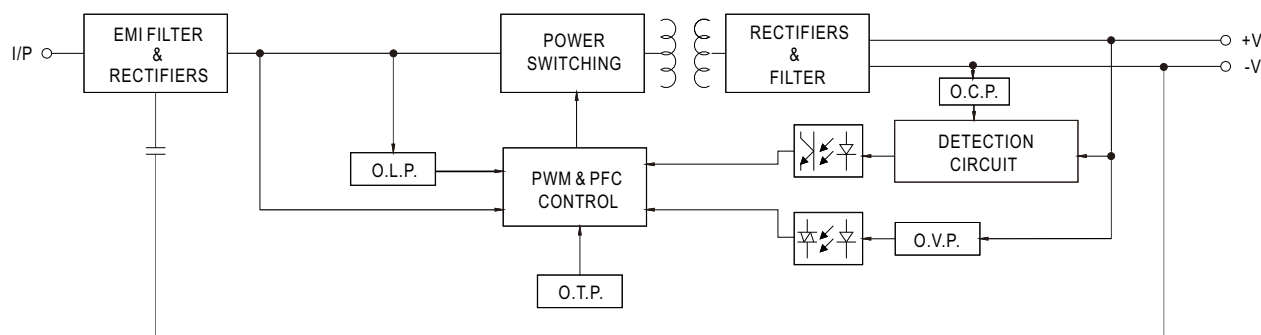 I/P
EMI FILTER
&
RECTIFIERS
POWER
SWITCHING
RECTIFIERS
&
FILTER
+V
-V
O.C.P.
DETECTION
CIRCUIT
O.L.P.
PWM & PFC
CONTROL
O.V.P.
O.T.P.